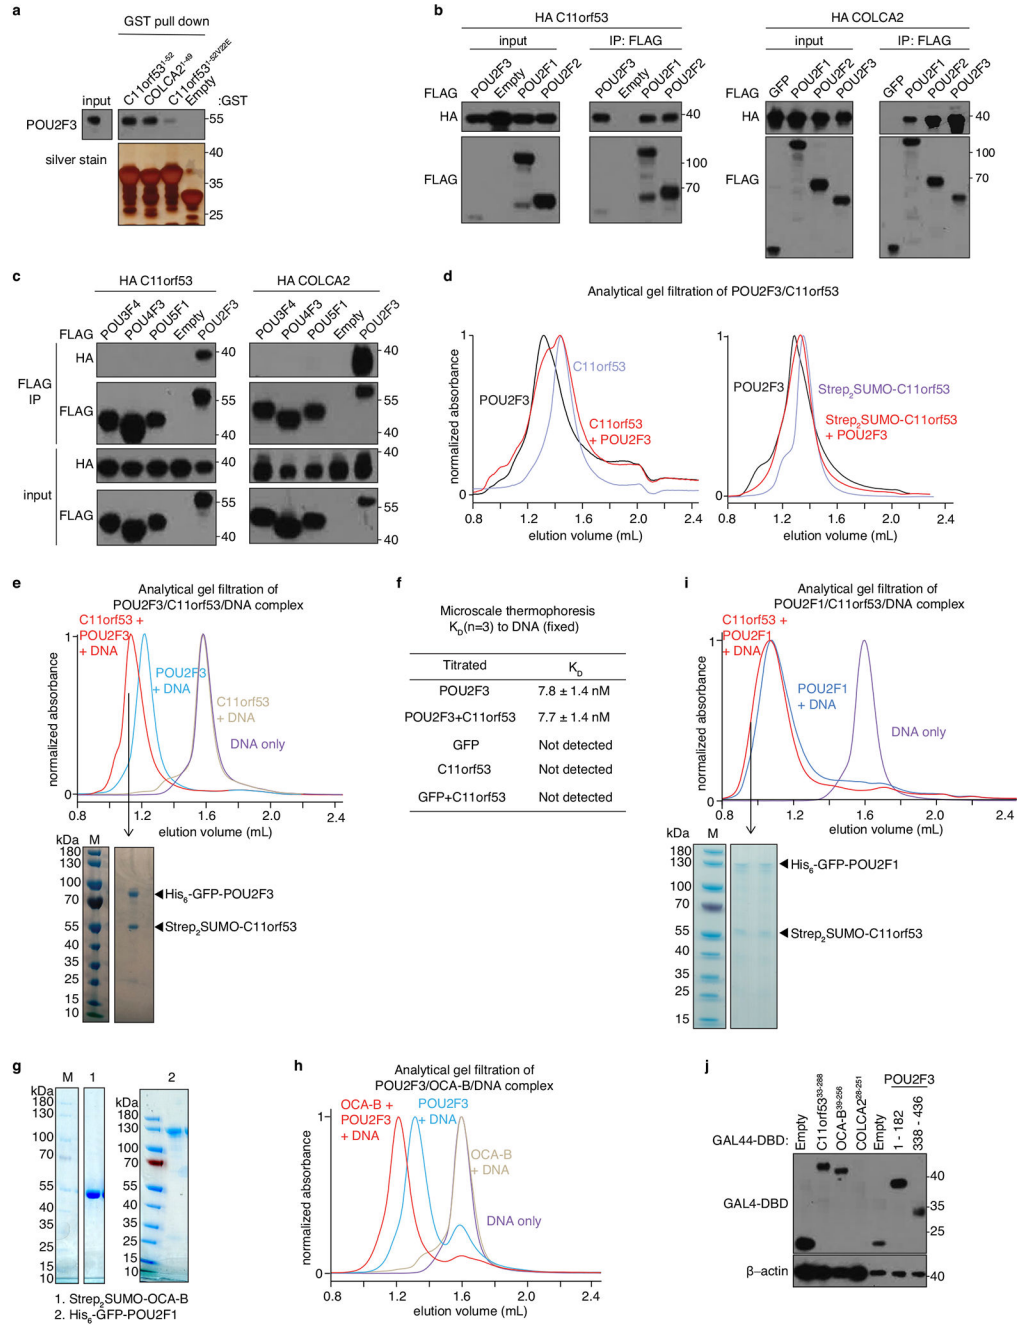 a
GST pull down
C11orf53¹⁻⁵²
COLCA2¹⁻⁴⁹
C11orf53¹⁻⁵²ⱽ²²ᴱ
Empty
:GST
input
POU2F3
55
silver stain
40
35
25
b
HA C11orf53
input
IP: FLAG
FLAG
POU2F3
Empty
POU2F1
POU2F2
POU2F3
Empty
POU2F1
POU2F2
HA
40
FLAG
100
70
HA COLCA2
input
IP: FLAG
FLAG
GFP
POU2F1
POU2F2
POU2F3
GFP
POU2F1
POU2F2
POU2F3
HA
40
FLAG
100
70
c
HA C11orf53
HA COLCA2
FLAG
POU3F4
POU4F3
POU5F1
Empty
POU2F3
POU3F4
POU4F3
POU5F1
Empty
POU2F3
FLAG
IP
HA
40
40
FLAG
55
40
55
40
input
HA
40
40
FLAG
55
40
55
40
d
Analytical gel filtration of POU2F3/C11orf53
normalized absorbance
1
0
POU2F3
C11orf53
C11orf53
+ POU2F3
0.8 1.2 1.6 2.0 2.4
elution volume (mL)
normalized absorbance
1
0
POU2F3
Strep₂SUMO-C11orf53
Strep₂SUMO-C11orf53
+ POU2F3
0.8 1.2 1.6 2.0 2.4
elution volume (mL)
e
Analytical gel filtration of
POU2F3/C11orf53/DNA complex
normalized absorbance
1
0
C11orf53 +
POU2F3
+ DNA
POU2F3
+ DNA
C11orf53
+ DNA
DNA only
0.8 1.2 1.6 2.0 2.4
elution volume (mL)
kDa M
180
130
100
70
55
40
35
25
15
10
His₆-GFP-POU2F3
Strep₂SUMO-C11orf53
f
Microscale thermophoresis
K_D(n=3) to DNA (fixed)
Titrated K_D
POU2F3 7.8 ± 1.4 nM
POU2F3+C11orf53 7.7 ± 1.4 nM
GFP Not detected
C11orf53 Not detected
GFP+C11orf53 Not detected
i
Analytical gel filtration of
POU2F1/C11orf53/DNA complex
normalized absorbance
1
0
C11orf53 +
POU2F1
+ DNA
POU2F1
+ DNA
DNA only
0.8 1.2 1.6 2.0 2.4
elution volume (mL)
kDa M
180
130
100
70
55
40
35
25
15
His₆-GFP-POU2F1
Strep₂SUMO-C11orf53
g
M 1 2
kDa
180
130
100
70
55
40
35
25
15
10
kDa
180
130
100
70
55
40
35
25
15
10
1. Strep₂SUMO-OCA-B
2. His₆-GFP-POU2F1
h
Analytical gel filtration of
POU2F3/OCA-B/DNA complex
normalized absorbance
1
0
OCA-B +
POU2F3
+ DNA
POU2F3
+ DNA
OCA-B
+ DNA
DNA only
0.8 1.2 1.6 2.0 2.4
elution volume (mL)
j
POU2F3
GAL44-DBD:
Empty
C11orf53³³⁻²⁸⁸
OCA-B³⁹⁻²⁵⁶
COLCA2²⁸⁻²⁵¹
Empty
1 - 182
338 - 436
GAL4-DBD
40
35
25
β-actin
40